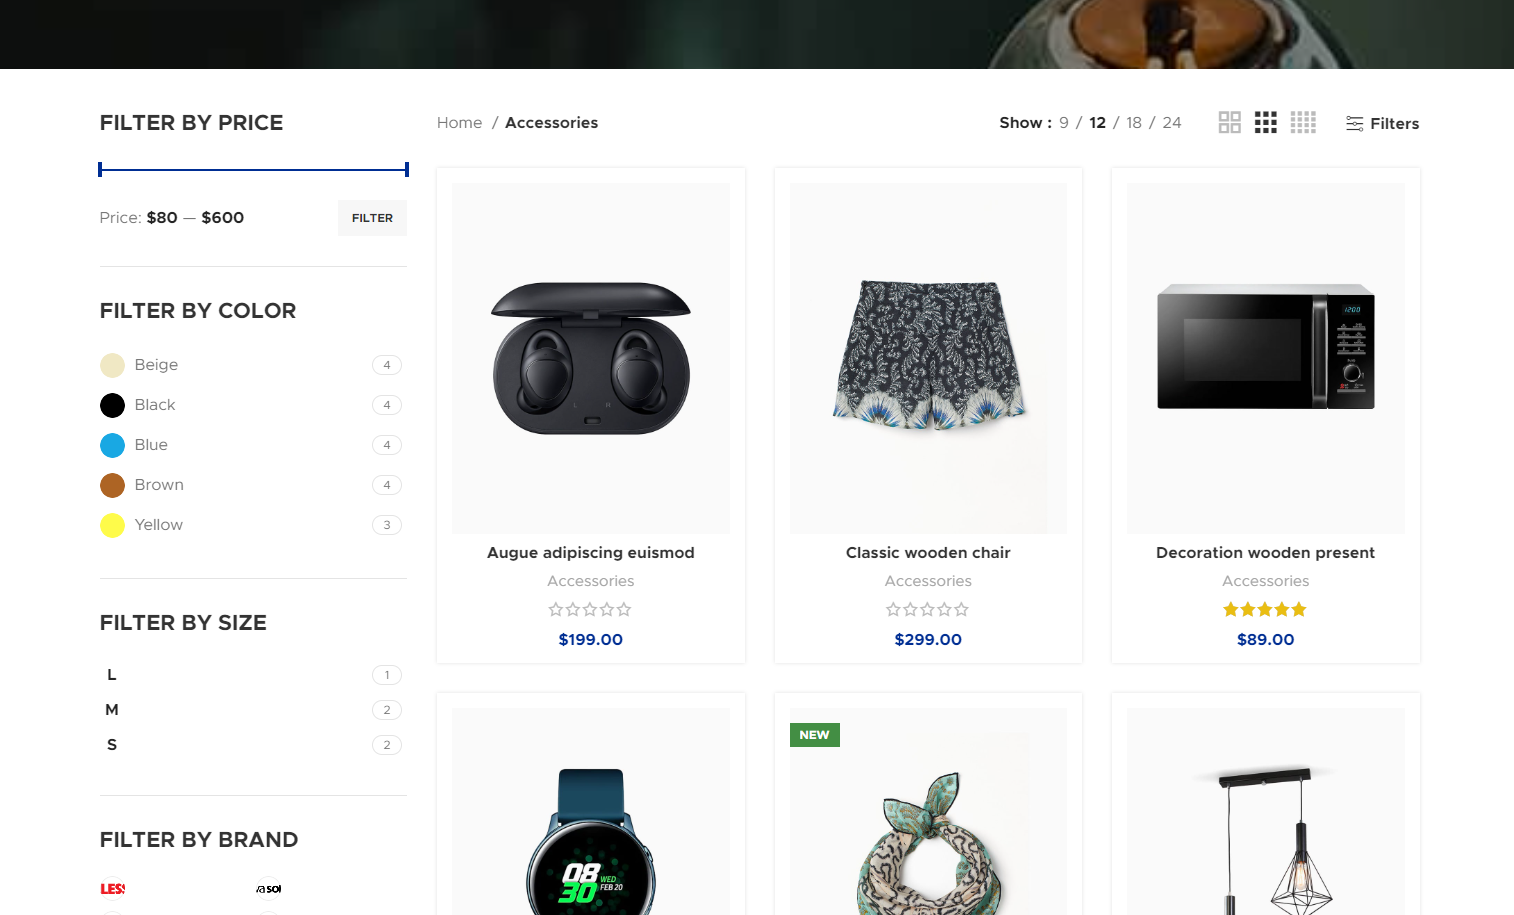 FILTER BY PRICE
Price: $80 — $600
FILTER
FILTER BY COLOR
Beige 4
Black 4
Blue 4
Brown 4
Yellow 3
FILTER BY SIZE
L 1
M 2
S 2
FILTER BY BRAND
LES
Home / Accessories
Show : 9 / 12 / 18 / 24
Filters
Augue adipiscing euismod
Accessories
$199.00
Classic wooden chair
Accessories
$299.00
1200
Decoration wooden present
Accessories
$89.00
08
30
WED
FEB 20
NEW